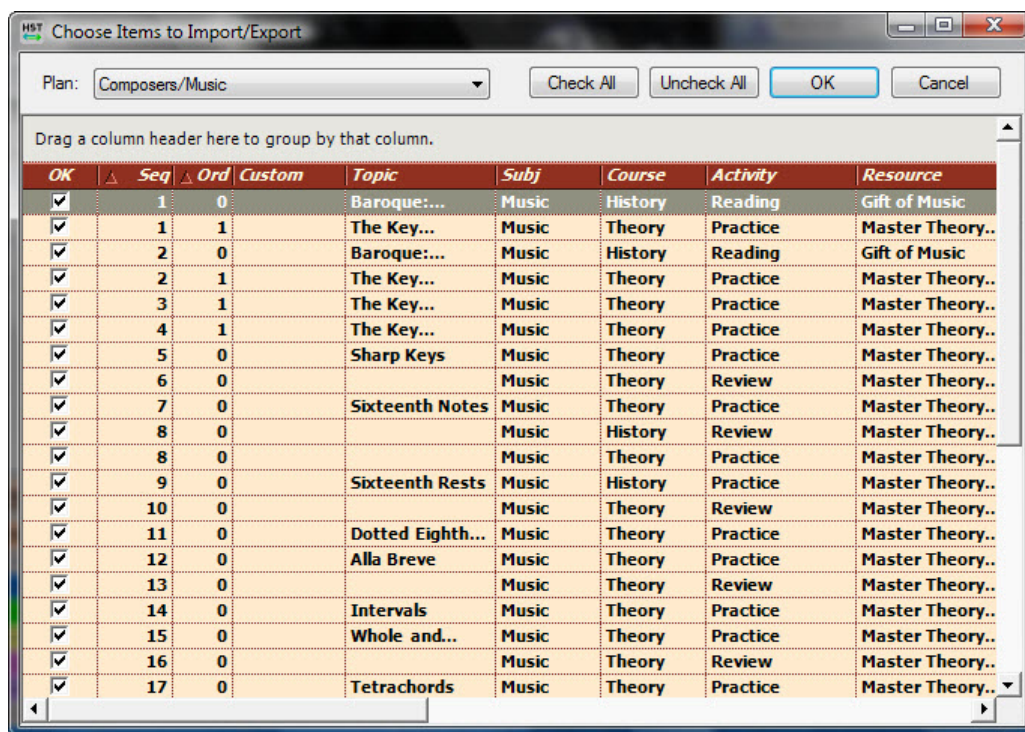 HST Choose Items to Import/Export
Plan: Composers/Music Check All Uncheck All OK Cancel
Drag a column header here to group by that column.
OK Seq Ord Custom Topic Subj Course Activity Resource
1 0 Baroque:... Music History Reading Gift of Music
1 1 The Key... Music Theory Practice Master Theory..
2 0 Baroque:... Music History Reading Gift of Music
2 1 The Key... Music Theory Practice Master Theory..
3 1 The Key... Music Theory Practice Master Theory..
4 1 The Key... Music Theory Practice Master Theory..
5 0 Sharp Keys Music Theory Practice Master Theory..
6 0 Music Theory Review Master Theory..
7 0 Sixteenth Notes Music Theory Practice Master Theory..
8 0 Music History Review Master Theory..
8 0 Music Theory Practice Master Theory..
9 0 Sixteenth Rests Music History Practice Master Theory..
10 0 Music Theory Review Master Theory..
11 0 Dotted Eighth... Music Theory Practice Master Theory..
12 0 Alla Breve Music Theory Practice Master Theory..
13 0 Music Theory Review Master Theory..
14 0 Intervals Music Theory Practice Master Theory..
15 0 Whole and... Music Theory Practice Master Theory..
16 0 Music Theory Review Master Theory..
17 0 Tetrachords Music Theory Practice Master Theory..